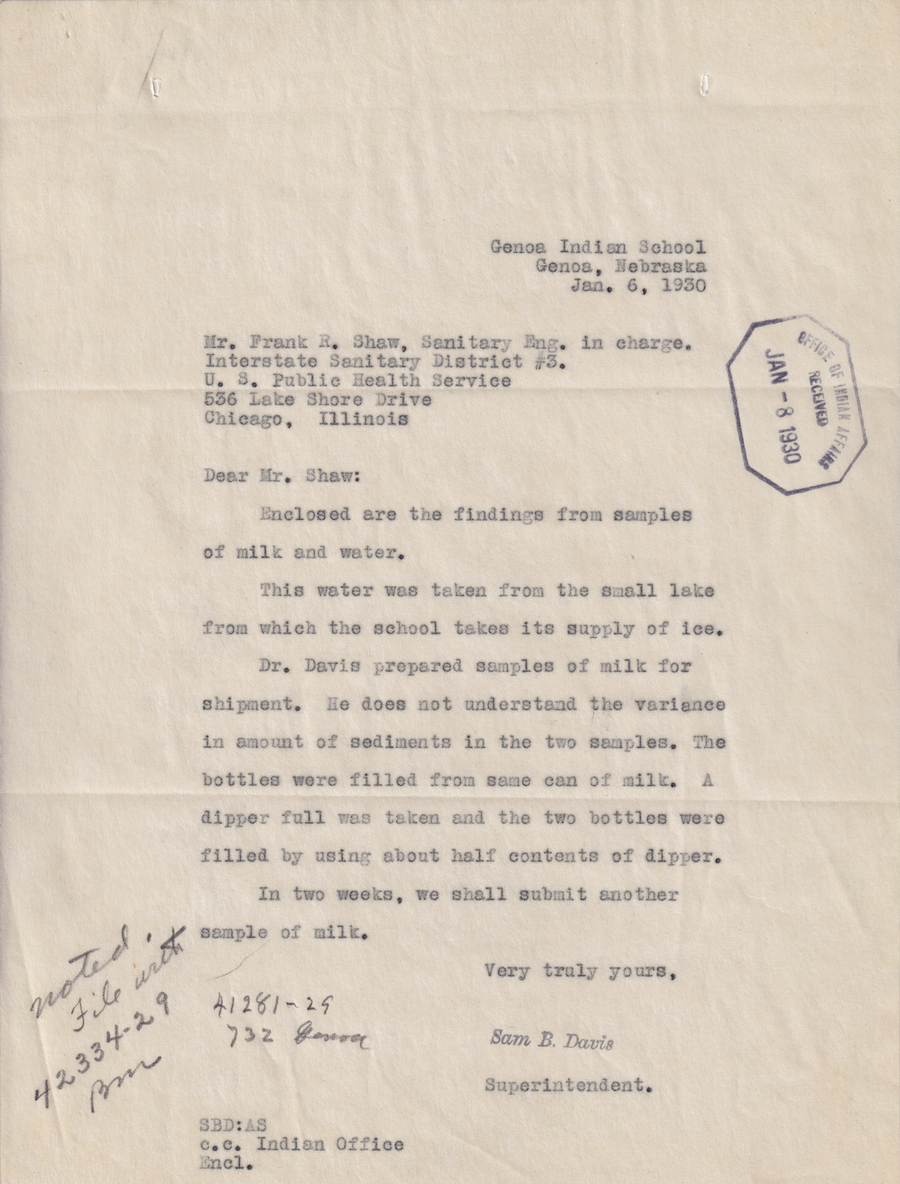 Genoa Indian School
Genoa, Nebraska
Jan. 6, 1930
Mr. Frank R. Shaw, Sanitary Eng. in charge.
Interstate Sanitary District #3.
U. S. Public Health Service
536 Lake Shore Drive
Chicago, Illinois
OFFICE OF INDIAN AFFAIRS
RECEIVED
JAN - 8 1930
Dear Mr. Shaw:
Enclosed are the findings from samples
of milk and water.
This water was taken from the small lake
from which the school takes its supply of ice.
Dr. Davis prepared samples of milk for
shipment. He does not understand the variance
in amount of sediments in the two samples. The
bottles were filled from same can of milk. A
dipper full was taken and the two bottles were
filled by using about half contents of dipper.
In two weeks, we shall submit another
sample of milk.
Very truly yours,
noted.
File with
42334-29
BM
41281-29
732 Genoa
Sam B. Davis
Superintendent.
SBD:AS
c.c. Indian Office
Encl.